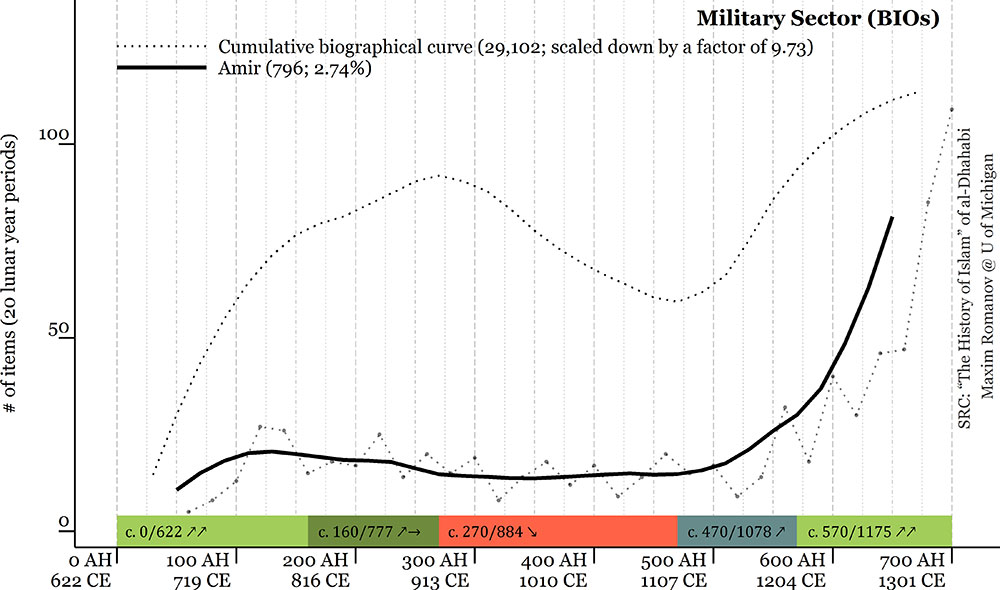 Military Sector (BIOs)
Cumulative biographical curve (29,102; scaled down by a factor of 9.73)
Amir (796; 2.74%)
# of items (20 lunar year periods)
100
50
0
c. 0/622 ↗↗
c. 160/777 ↗→
c. 270/884 ↘
c. 470/1078 ↗
c. 570/1175 ↗↗
0 AH
622 CE
100 AH
719 CE
200 AH
816 CE
300 AH
913 CE
400 AH
1010 CE
500 AH
1107 CE
600 AH
1204 CE
700 AH
1301 CE
SRC: “The History of Islam” of al-Dhahabi
Maxim Romanov @ U of Michigan